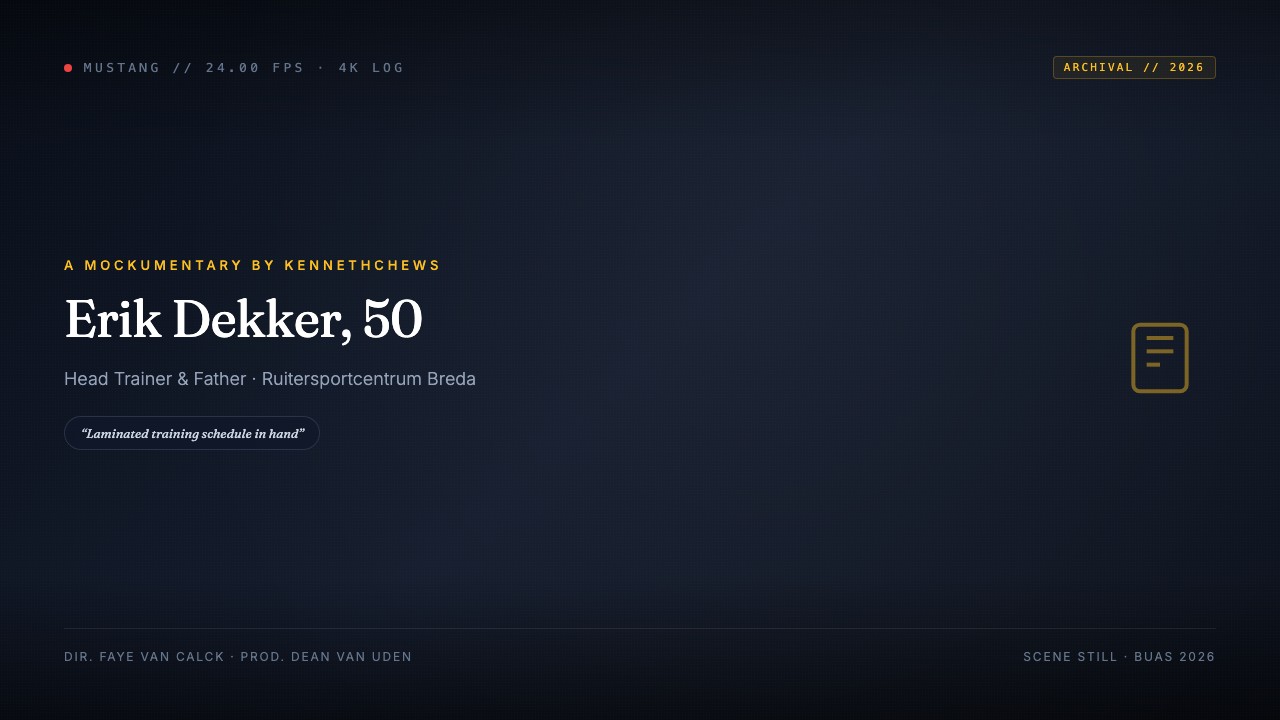 MUSTANG // 24.00 FPS · 4K LOG
ARCHIVAL // 2026
A MOCKUMENTARY BY KENNETHCHEWS
Erik Dekker, 50
Head Trainer & Father · Ruitersportcentrum Breda
“Laminated training schedule in hand”
DIR. FAYE VAN CALCK · PROD. DEAN VAN UDEN
SCENE STILL · BUAS 2026